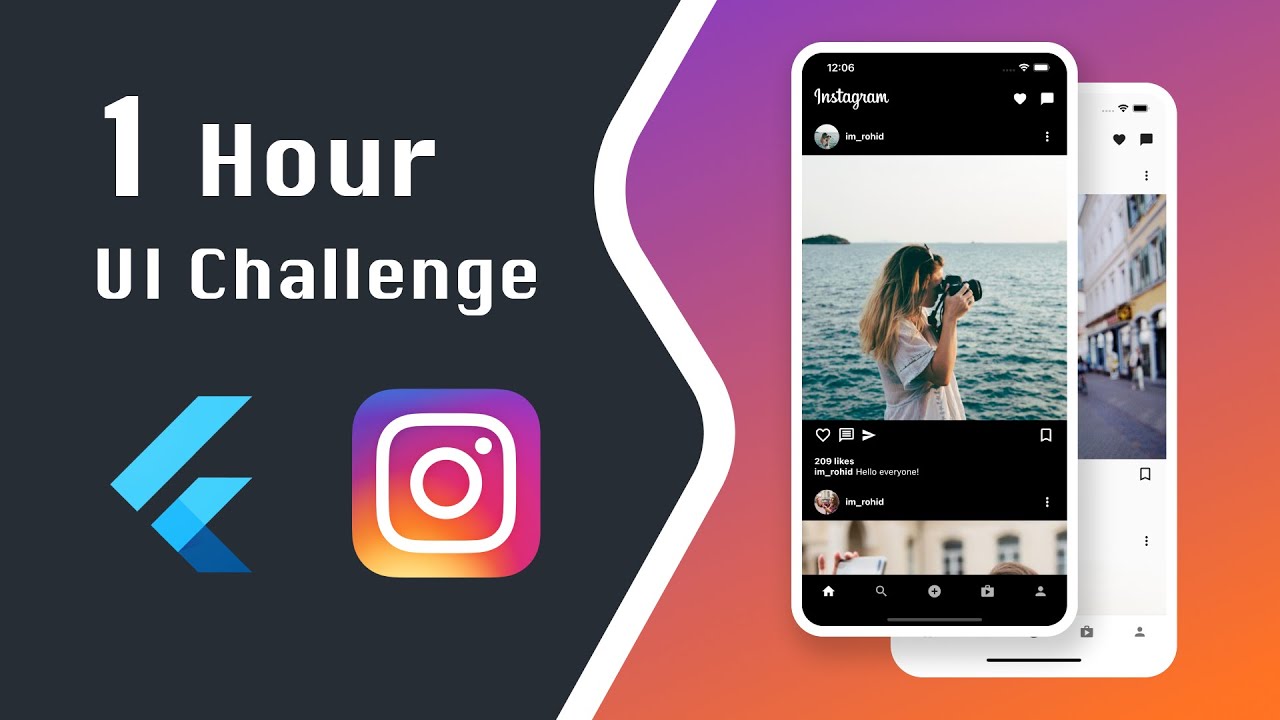 1 Hour
UI Challenge
12:06
Instagram
im_rohid
209 likes
im_rohid Hello everyone!
im_rohid